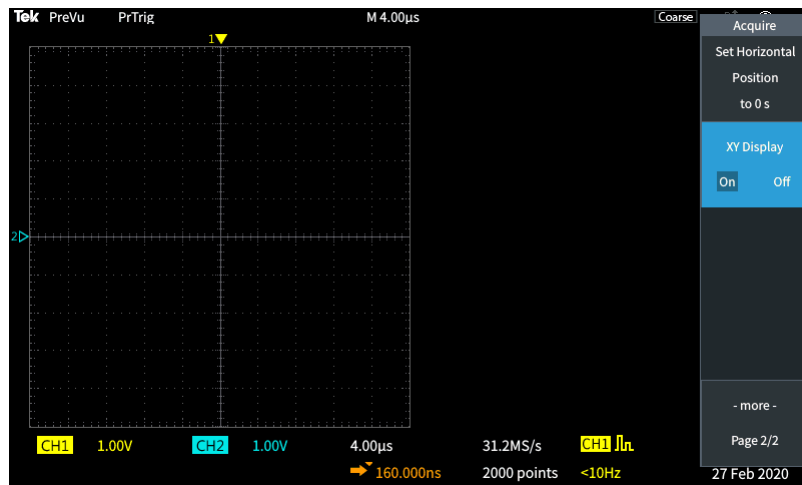 Tek PreVu PrTrig M 4.00µs Coarse
Acquire
Set Horizontal
Position
to 0 s
XY Display
On Off
1
2
- more -
Page 2/2
CH1 1.00V CH2 1.00V 4.00µs 31.2MS/s CH1
160.000ns 2000 points <10Hz 27 Feb 2020